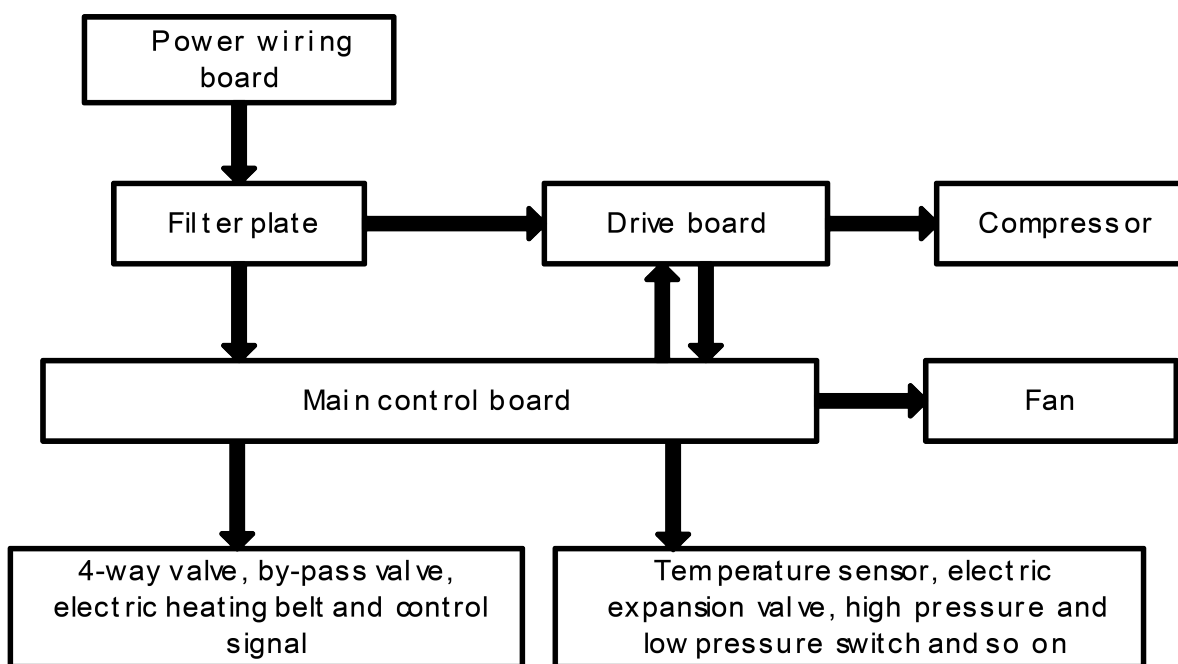 Power wiring
board
Filter plate
Drive board
Compressor
Main control board
Fan
4-way valve, by-pass valve,
electric heating belt and control
signal
Temperature sensor, electric
expansion valve, high pressure and
low pressure switch and so on